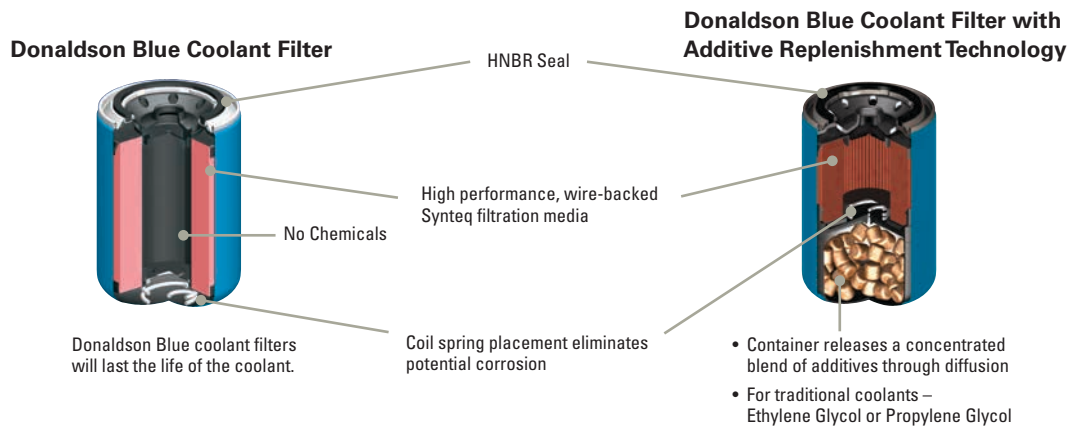 Donaldson Blue Coolant Filter
Donaldson Blue Coolant Filter with
Additive Replenishment Technology
HNBR Seal
High performance, wire-backed
Synteq filtration media
No Chemicals
Coil spring placement eliminates
potential corrosion
Donaldson Blue coolant filters
will last the life of the coolant.
• Container releases a concentrated
blend of additives through diffusion
• For traditional coolants –
Ethylene Glycol or Propylene Glycol